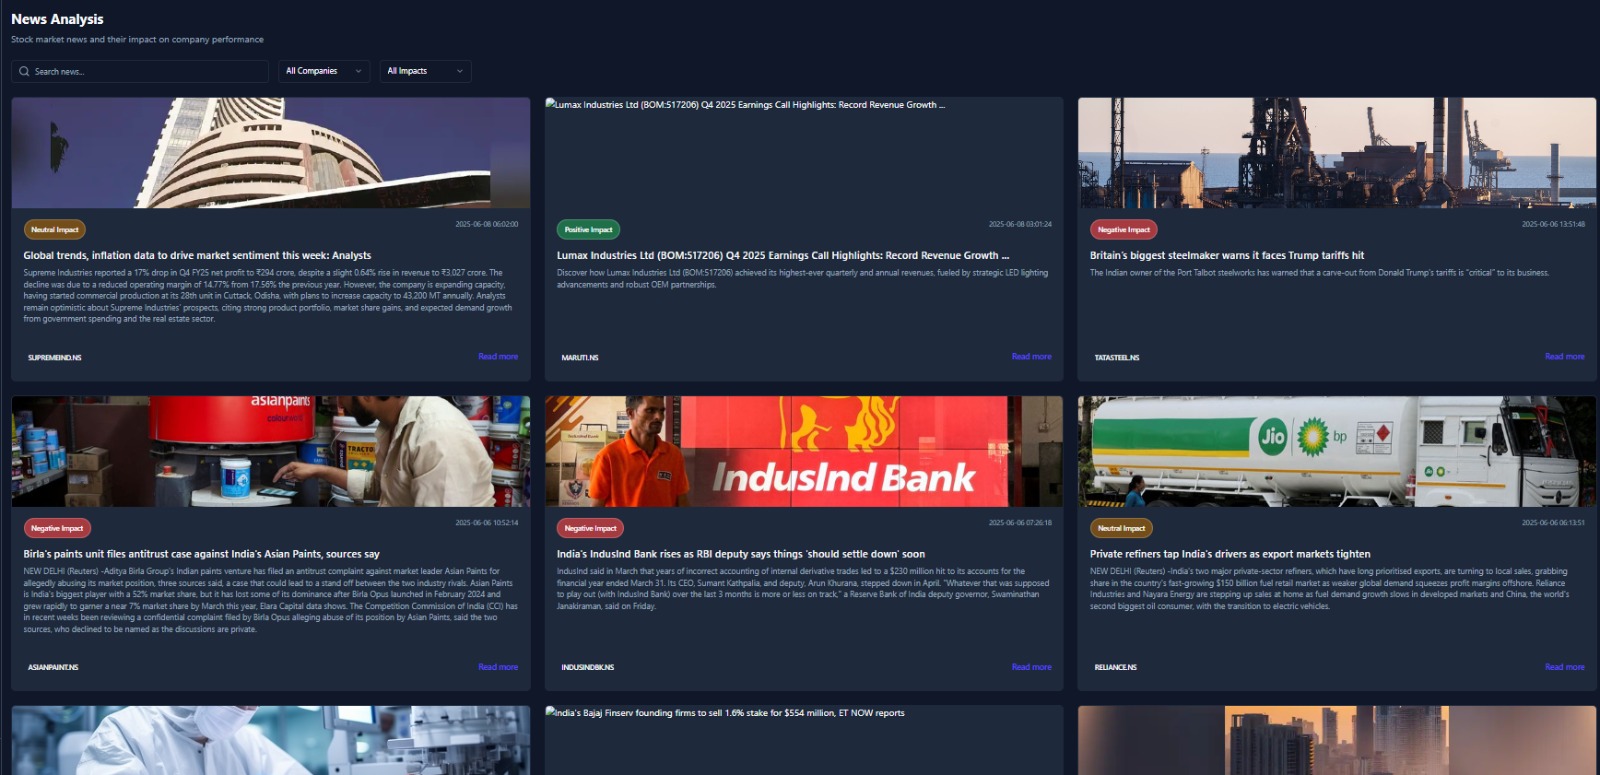 News Analysis
Stock market news and their impact on company performance
Search news...
All Companies
All Impacts
Neutral Impact
2025-06-08 06:02:00
Global trends, inflation data to drive market sentiment this week: Analysts
Supreme Industries reported a 17% drop in Q4 FY25 net profit to ₹294 crore, despite a slight 0.64% rise in revenue to ₹3,027 crore. The
decline was due to a reduced operating margin of 14.77% from 17.56% the previous year. However, the company is expanding capacity,
having started commercial production at its 28th unit in Cuttack, Odisha, with plans to increase capacity to 43,200 MT annually. Analysts
remain optimistic about Supreme Industries' prospects, citing strong product portfolio, market share gains, and expected demand growth
from government spending and the real estate sector.
SUPREMEIND.NS
Read more
Lumax Industries Ltd (BOM:517206) Q4 2025 Earnings Call Highlights: Record Revenue Growth ...
Positive Impact
2025-06-08 03:01:24
Lumax Industries Ltd (BOM:517206) Q4 2025 Earnings Call Highlights: Record Revenue Growth ...
Discover how Lumax Industries Ltd (BOM:517206) achieved its highest-ever quarterly and annual revenues, fueled by strategic LED lighting
advancements and robust OEM partnerships.
MARUTI.NS
Read more
Negative Impact
2025-06-06 13:51:48
Britain's biggest steelmaker warns it faces Trump tariffs hit
The Indian owner of the Port Talbot steelworks has warned that a carve-out from Donald Trump's tariffs is "critical" to its business.
TATASTEEL.NS
Read more
asianpaints
colourworld
TRACTOR
Negative Impact
2025-06-06 10:52:14
Birla's paints unit files antitrust case against India's Asian Paints, sources say
NEW DELHI (Reuters) -Aditya Birla Group's Indian paints venture has filed an antitrust complaint against market leader Asian Paints for
allegedly abusing its market position, three sources said, a case that could lead to a stand off between the two industry rivals. Asian Paints
is India's biggest player with a 52% market share, but it has lost some of its dominance after Birla Opus launched in February 2024 and
grew rapidly to garner a near 7% market share by March this year, Elara Capital data shows. The Competition Commission of India (CCI) has
in recent weeks been reviewing a confidential complaint filed by Birla Opus alleging abuse of its position by Asian Paints, said the two
sources, who declined to be named as the discussions are private.
ASIANPAINT.NS
Read more
IndusInd Bank
Negative Impact
2025-06-06 07:26:18
India's IndusInd Bank rises as RBI deputy says things 'should settle down' soon
IndusInd said in March that years of incorrect accounting of internal derivative trades led to a $230 million hit to its accounts for the
financial year ended March 31. Its CEO, Sumant Kathpalia, and deputy, Arun Khurana, stepped down in April. "Whatever that was supposed
to play out (with IndusInd Bank) over the last 3 months is more or less on track," a Reserve Bank of India deputy governor, Swaminathan
Janakiraman, said on Friday.
INDUSINDBK.NS
Read more
Jio
bp
Neutral Impact
2025-06-06 06:13:51
Private refiners tap India's drivers as export markets tighten
NEW DELHI (Reuters) -India's two major private-sector refiners, which have long prioritised exports, are turning to local sales, grabbing
share in the country's fast-growing $150 billion fuel retail market as weaker global demand squeezes profit margins offshore. Reliance
Industries and Nayara Energy are stepping up sales at home as fuel demand growth slows in developed markets and China, the world's
second biggest oil consumer, with the transition to electric vehicles.
RELIANCE.NS
Read more
India's Bajaj Finserv founding firms to sell 1.6% stake for $554 million, ET NOW reports